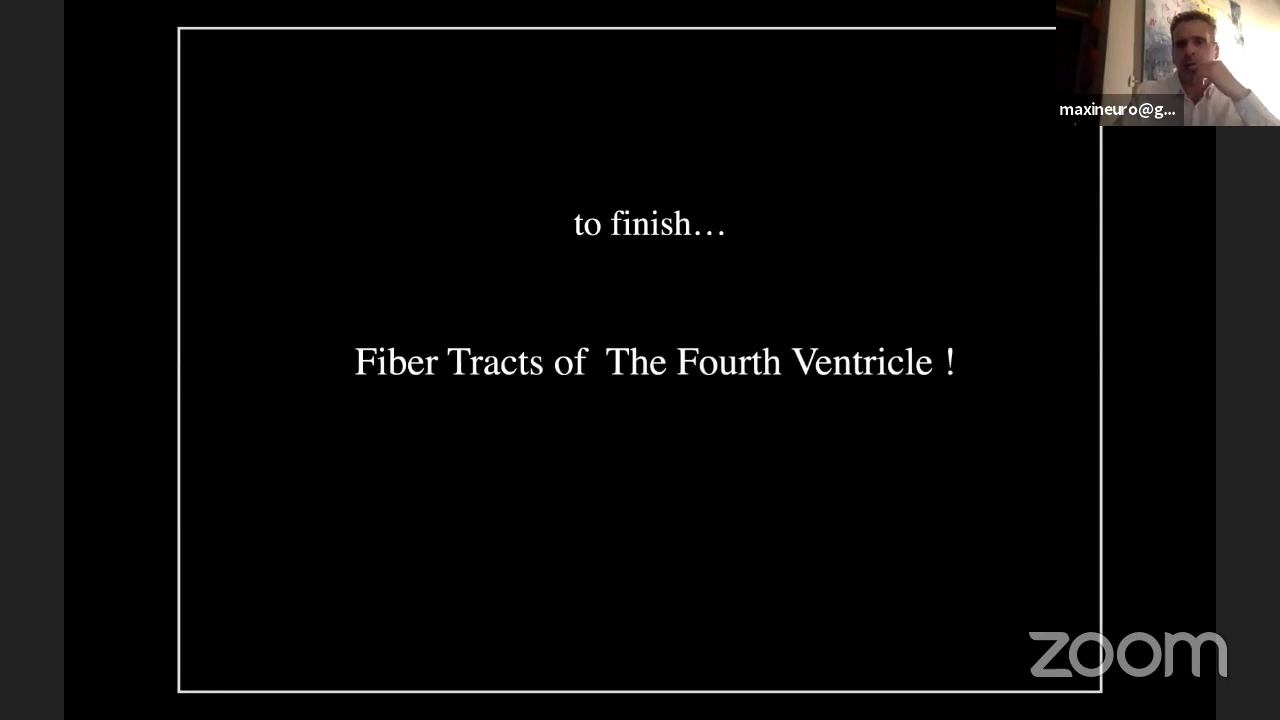 maxineuro@g...
to finish…
Fiber Tracts of  The Fourth Ventricle !
zoom